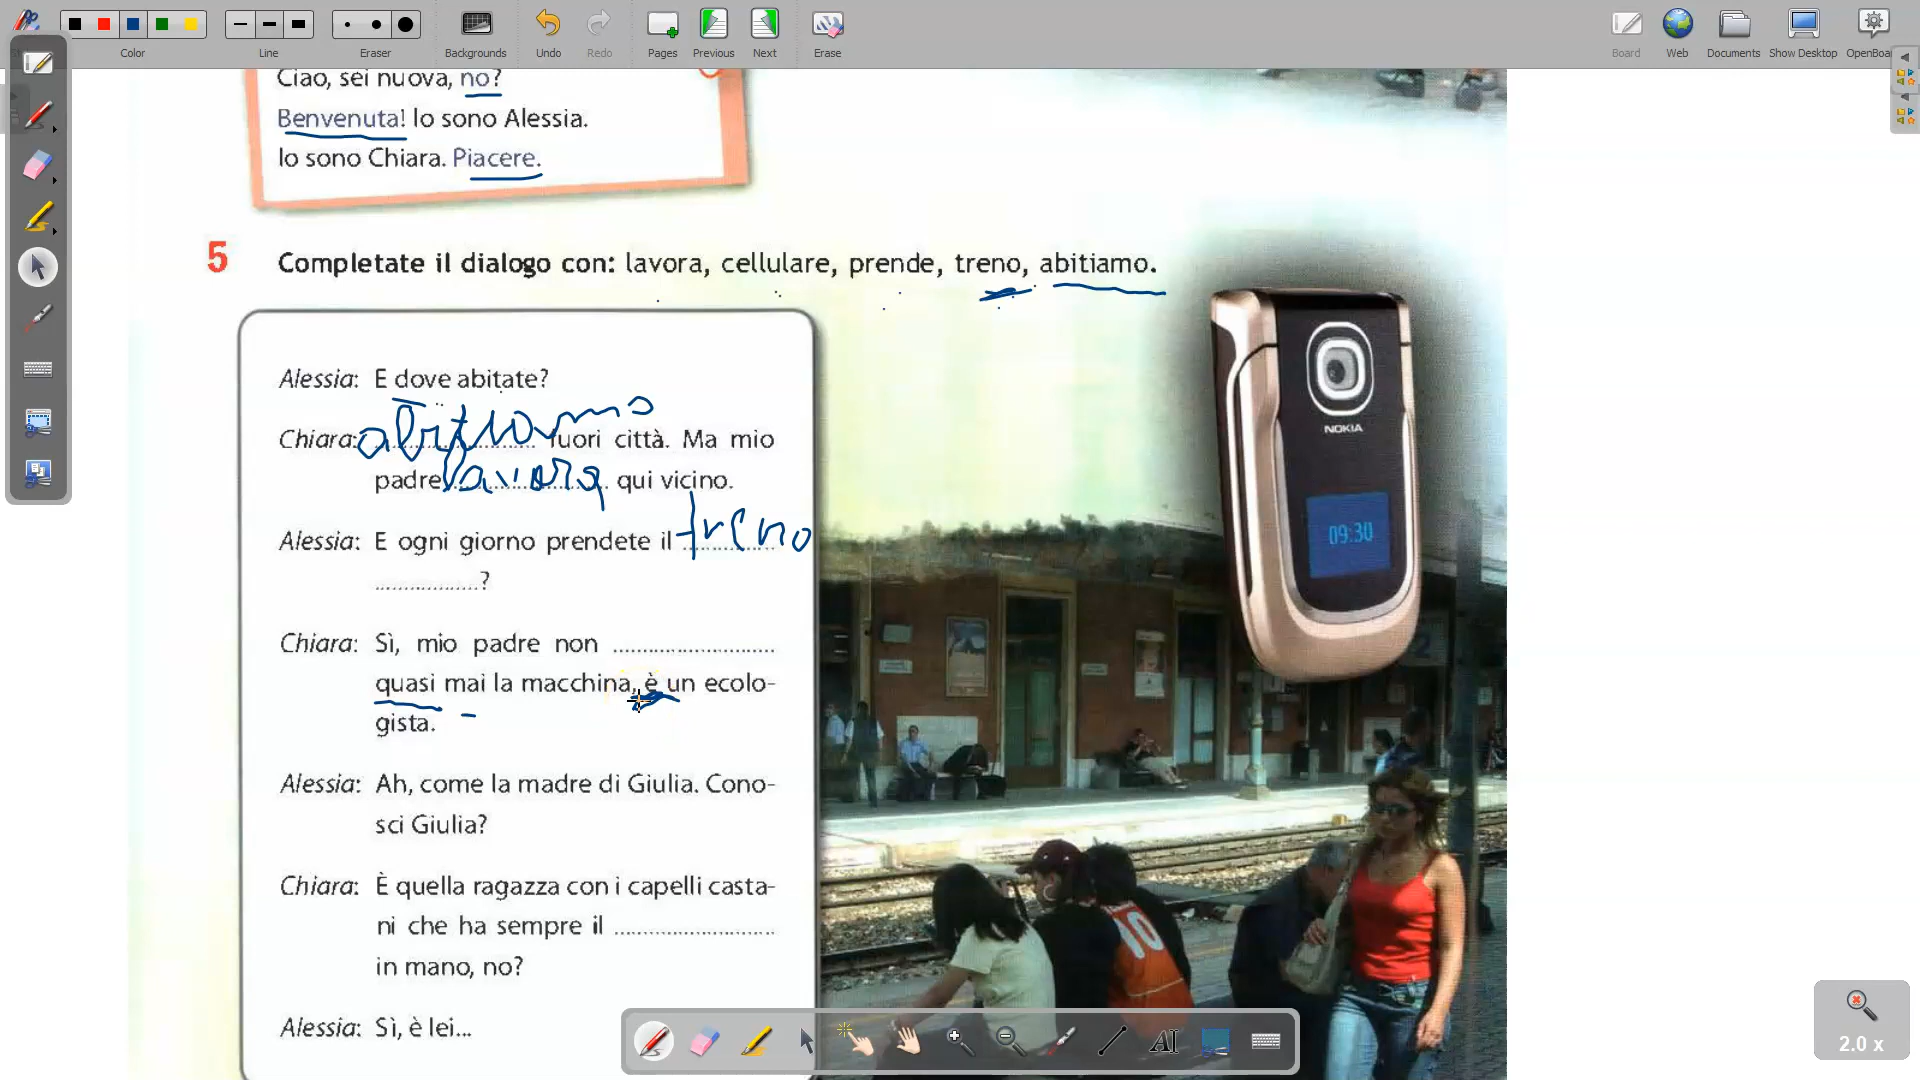 Color
Line
Eraser
Backgrounds
Undo
Redo
Pages
Previous
Next
Erase
Board
Web
Documents
Show Desktop
OpenBoa
Ciao, sei nuova, no?
Benvenuta! Io sono Alessia.
Io sono Chiara. Piacere.
5 Completate il dialogo con: lavora, cellulare, prende, treno, abitiamo.
Alessia: E dove abitate?
Chiara: abitiamo fuori città. Ma mio
padre lavora qui vicino.
Alessia: E ogni giorno prendete il treno
.................?
Chiara: Sì, mio padre non ...........................
quasi mai la macchina, è un ecolo-
gista.
Alessia: Ah, come la madre di Giulia. Cono-
sci Giulia?
Chiara: È quella ragazza con i capelli casta-
ni che ha sempre il ...........................
in mano, no?
Alessia: Sì, è lei...
NOKIA
09:30
10
2
AI
2.0 x